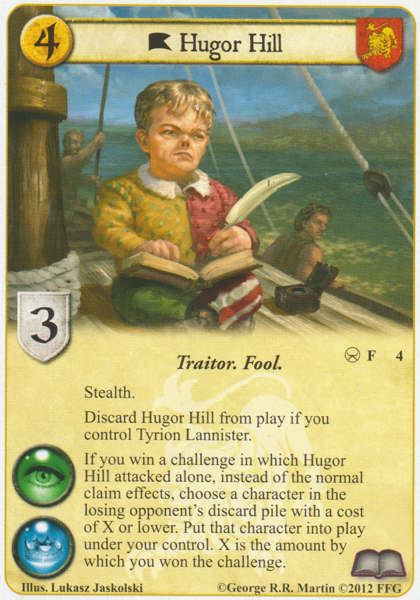 4
Hugor Hill
3
Traitor. Fool.
F 4
Stealth.
Discard Hugor Hill from play if you
control Tyrion Lannister.
If you win a challenge in which Hugor
Hill attacked alone, instead of the normal
claim effects, choose a character in the
losing opponent's discard pile with a cost
of X or lower. Put that character into play
under your control. X is the amount by
which you won the challenge.
Illus. Lukasz Jaskolski ©George R.R. Martin ©2012 FFG